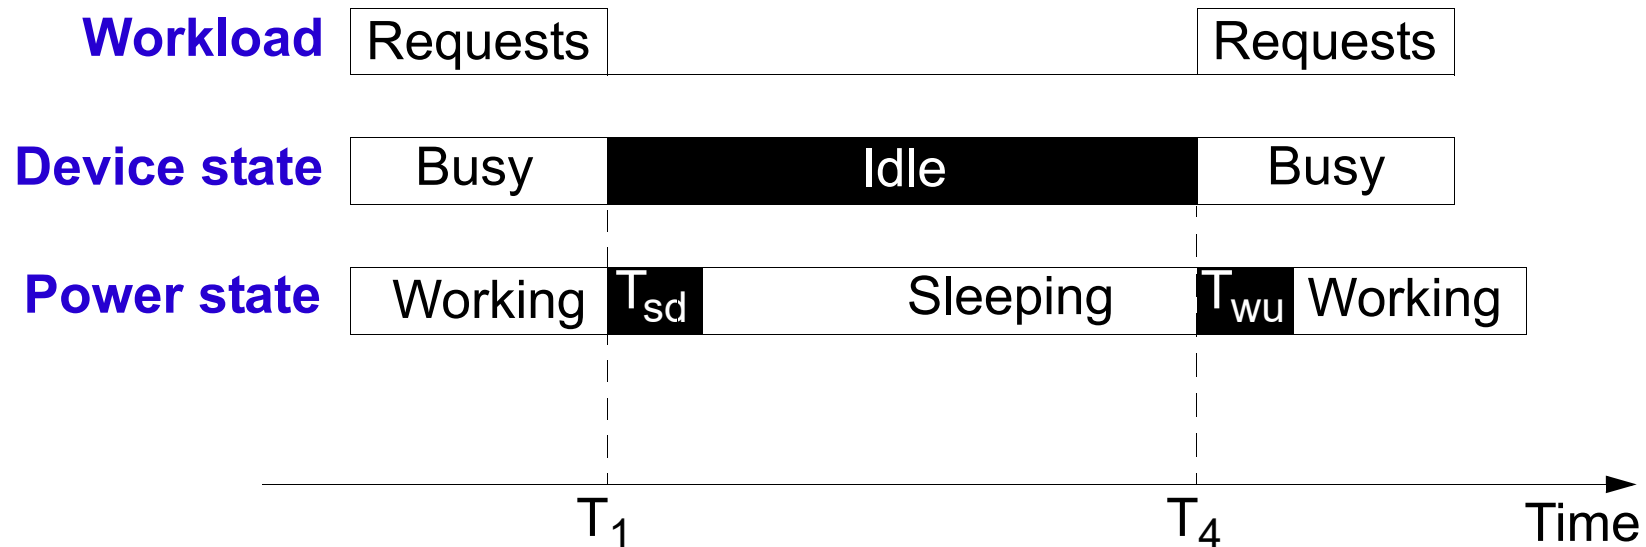 Workload Requests Requests
Device state Busy Idle Busy
Power state Working Tsd Sleeping Twu Working
T1 T4 Time